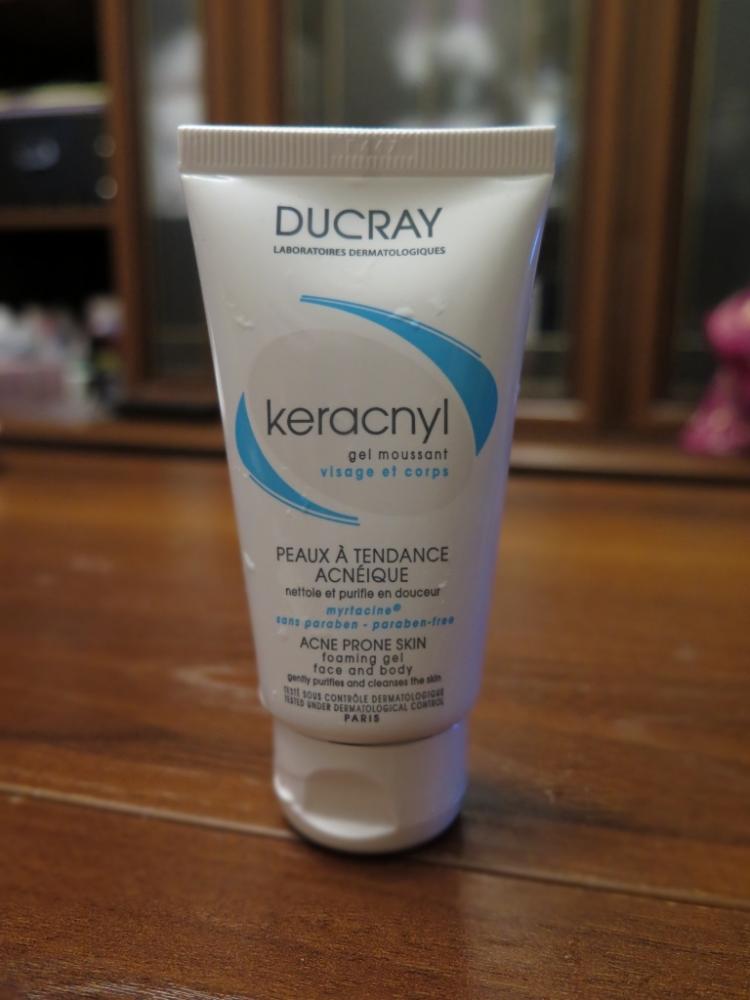 DUCRAY
LABORATOIRES DERMATOLOGIQUES
keracnyl
gel moussant
visage et corps
PEAUX À TENDANCE
ACNÉIQUE
nettoie et purifie en douceur
myrtacine®
sans paraben - paraben-free
ACNE PRONE SKIN
foaming gel
face and body
gently purifies and cleanses the skin
TESTÉ SOUS CONTRÔLE DERMATOLOGIQUE
TESTED UNDER DERMATOLOGICAL CONTROL
PARIS